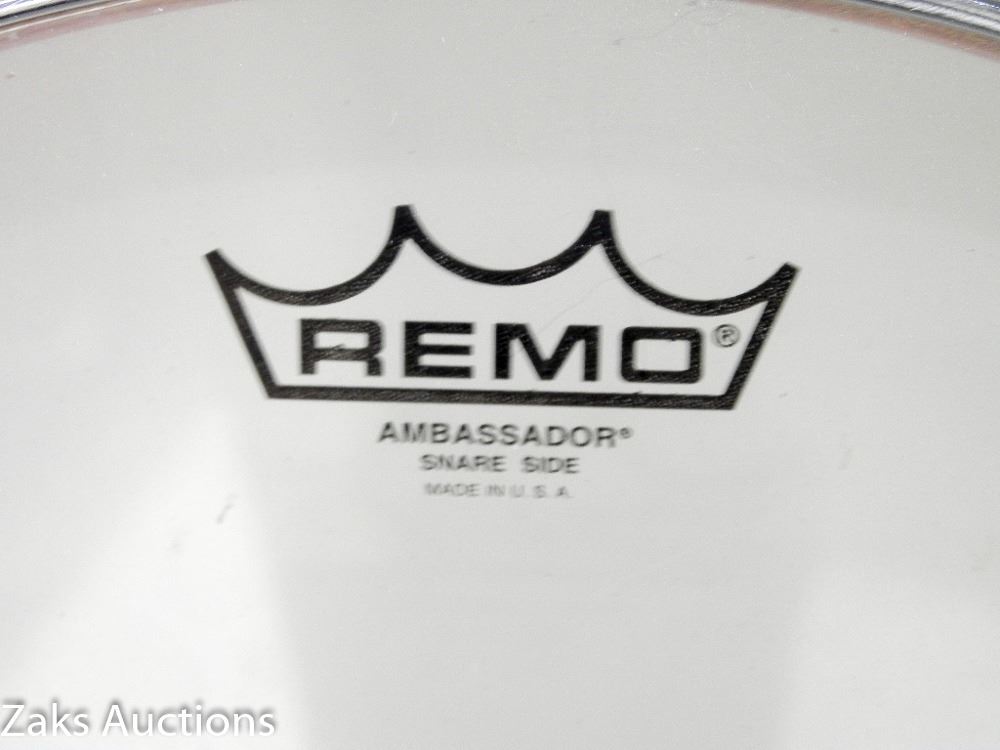 REMO®
AMBASSADOR®
SNARE SIDE
MADE IN U.S.A.
Zaks Auctions